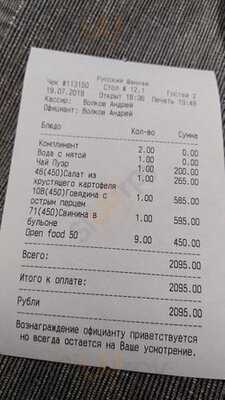 Русский Феникс
Чек #113150 Стол # 12.1 Гостей 2
19.07.2018 Открыт 18:36 Печать 19:49
Кассир: Волков Андрей
Официант: Волков Андрей
Блюдо Кол-во Сумма
Комплимент 2.00 0.00
Вода с мятой 1.00 0.00
Чай Пуэр 1.00 200.00
46(450)Салат из 1.00 265.00
хрустящего картофеля
108(450)Говядина с 1.00 585.00
острым перцем
71(450)Свинина в 1.00 595.00
бульоне
Open food 50 9.00 450.00
Всего: 2095.00
Итого к оплате: 2095.00
Рубли 2095.00
Вознаграждение официанту приветствуется
но всегда остается на Ваше усмотрение.